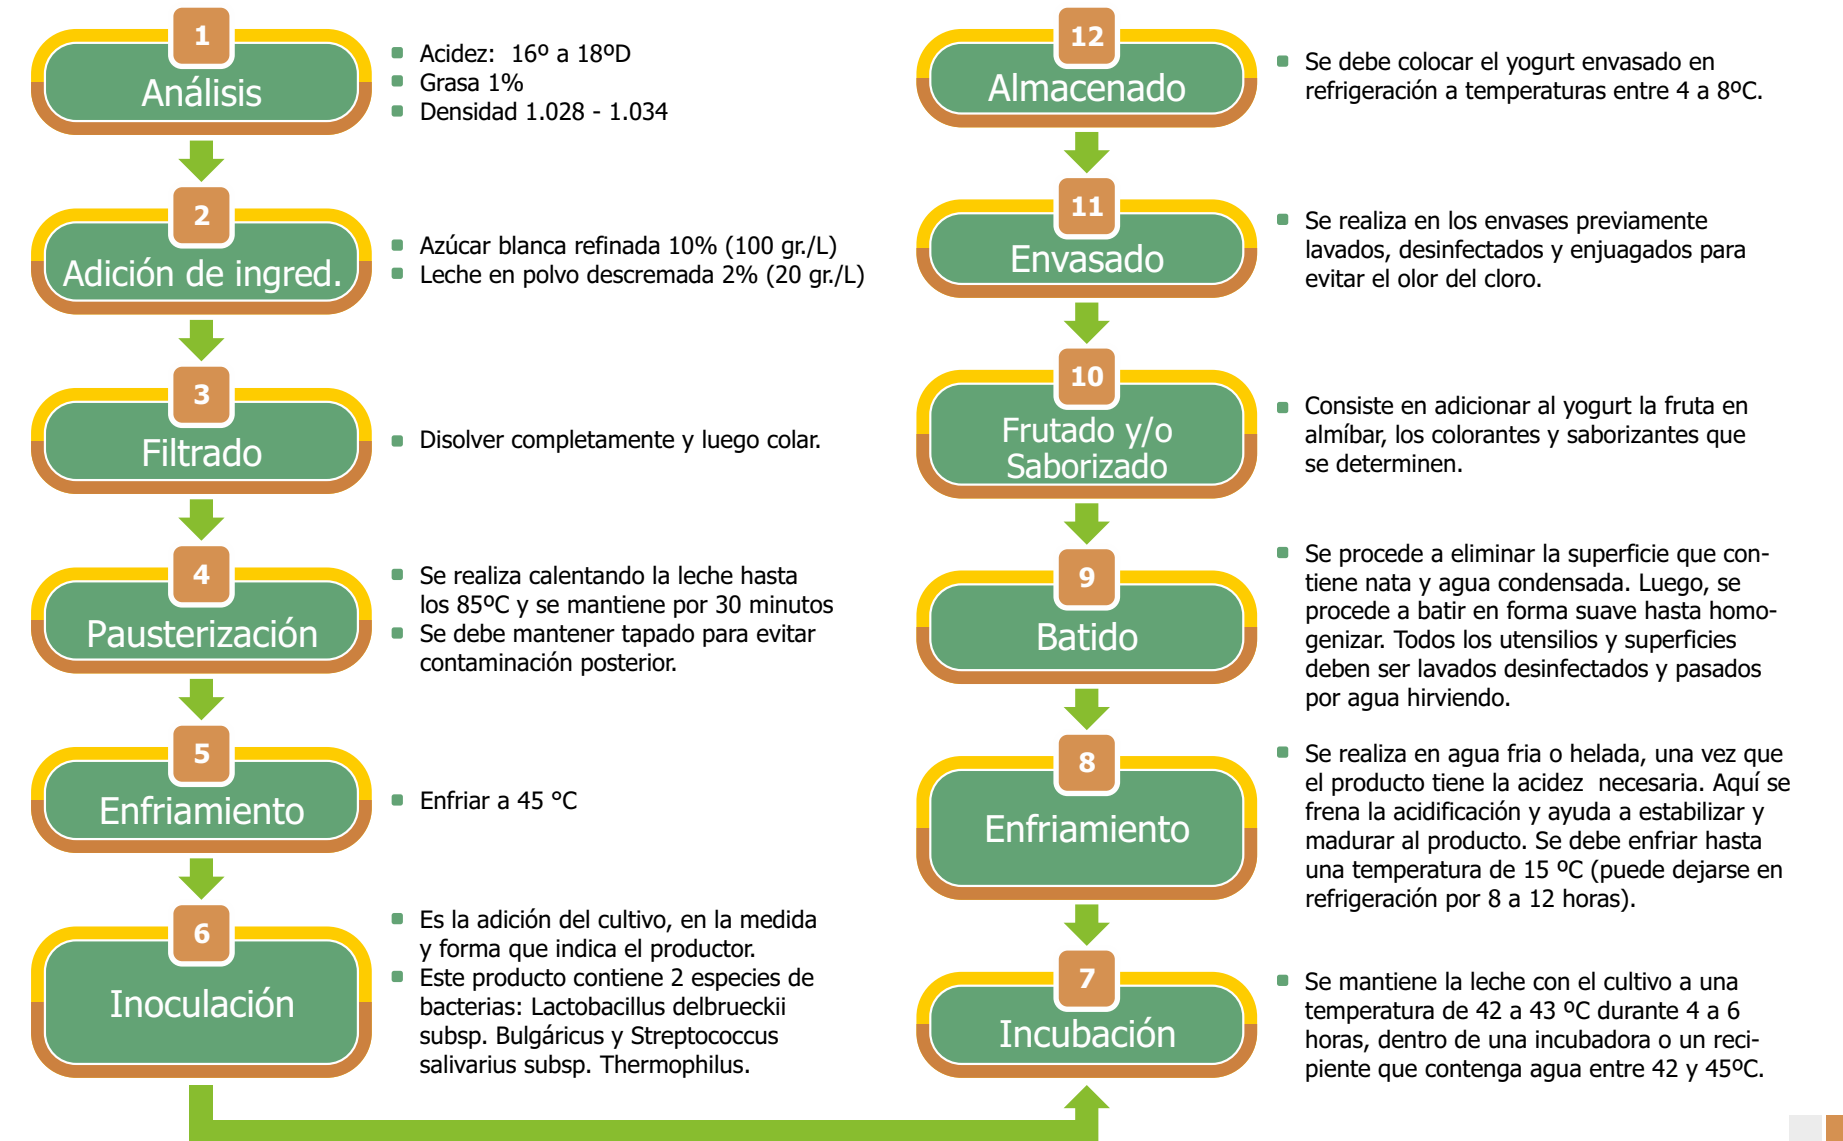 1
Análisis
Acidez:  16º a 18ºD
Grasa 1%
Densidad 1.028 - 1.034
2
Adición de ingred.
Azúcar blanca refinada 10% (100 gr./L)
Leche en polvo descremada 2% (20 gr./L)
3
Filtrado
Disolver completamente y luego colar.
4
Pausterización
Se realiza calentando la leche hasta
los 85ºC y se mantiene por 30 minutos
Se debe mantener tapado para evitar
contaminación posterior.
5
Enfriamiento
Enfriar a 45 °C
6
Inoculación
Es la adición del cultivo, en la medida
y forma que indica el productor.
Este producto contiene 2 especies de
bacterias: Lactobacillus delbrueckii
subsp. Bulgáricus y Streptococcus
salivarius subsp. Thermophilus.
12
Almacenado
Se debe colocar el yogurt envasado en
refrigeración a temperaturas entre 4 a 8ºC.
11
Envasado
Se realiza en los envases previamente
lavados, desinfectados y enjuagados para
evitar el olor del cloro.
10
Frutado y/o
Saborizado
Consiste en adicionar al yogurt la fruta en
almíbar, los colorantes y saborizantes que
se determinen.
9
Batido
Se procede a eliminar la superficie que con-
tiene nata y agua condensada. Luego, se
procede a batir en forma suave hasta homo-
genizar. Todos los utensilios y superficies
deben ser lavados desinfectados y pasados
por agua hirviendo.
8
Enfriamiento
Se realiza en agua fria o helada, una vez que
el producto tiene la acidez  necesaria. Aquí se
frena la acidificación y ayuda a estabilizar y
madurar al producto. Se debe enfriar hasta
una temperatura de 15 ºC (puede dejarse en
refrigeración por 8 a 12 horas).
7
Incubación
Se mantiene la leche con el cultivo a una
temperatura de 42 a 43 ºC durante 4 a 6
horas, dentro de una incubadora o un reci-
piente que contenga agua entre 42 y 45ºC.